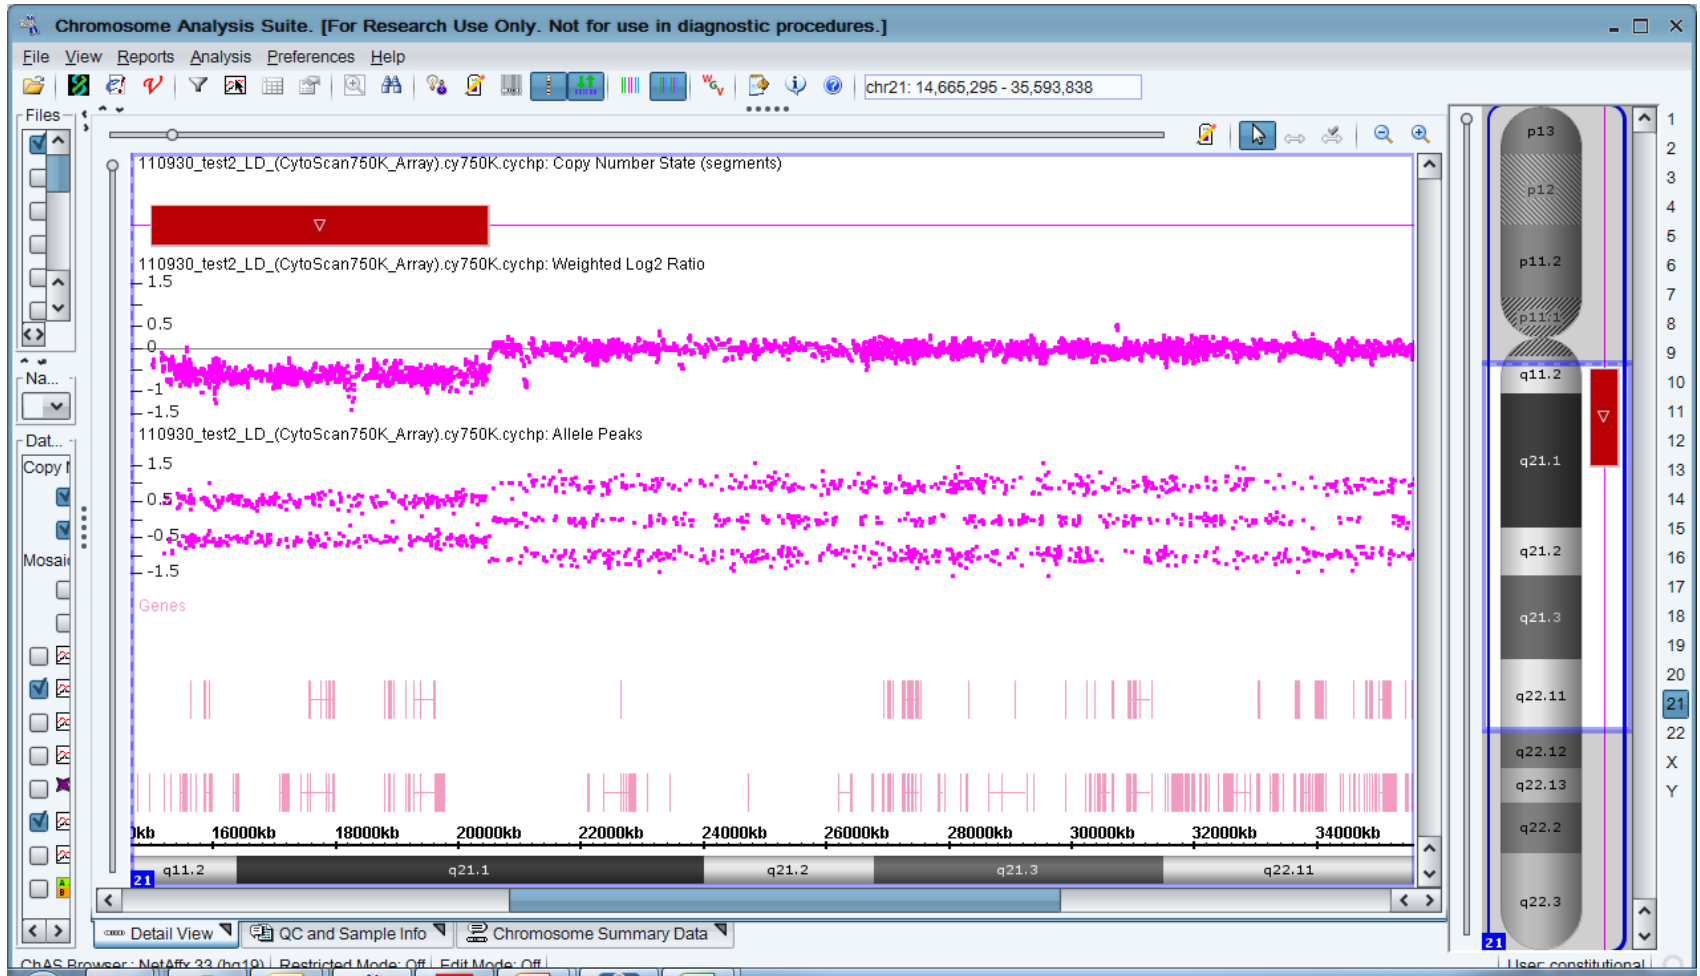 Chromosome Analysis Suite. [For Research Use Only. Not for use in diagnostic procedures.]
File View Reports Analysis Preferences Help
WGV
chr21: 14,665,295 - 35,593,838
Files
110930_test2_LD_(CytoScan750K_Array).cy750K.cychp: Copy Number State (segments)
110930_test2_LD_(CytoScan750K_Array).cy750K.cychp: Weighted Log2 Ratio
1.5
0.5
0
-1
-1.5
110930_test2_LD_(CytoScan750K_Array).cy750K.cychp: Allele Peaks
1.5
0.5
-0.5
-1.5
Genes
Na...
Dat...
Copy
Mosai
A
B
0kb 16000kb 18000kb 20000kb 22000kb 24000kb 26000kb 28000kb 30000kb 32000kb 34000kb
21 q11.2 q21.1 q21.2 q21.3 q22.11
Detail View QC and Sample Info Chromosome Summary Data
p13
p12
p11.2
p11.1
q11.2
q21.1
q21.2
q21.3
q22.11
q22.12
q22.13
q22.2
q22.3
21
1
2
3
4
5
6
7
8
9
10
11
12
13
14
15
16
17
18
19
20
21
22
X
Y
ChAS Browser : NetAffx 33 (hg19) Restricted Mode: Off Edit Mode: Off User: constitutional